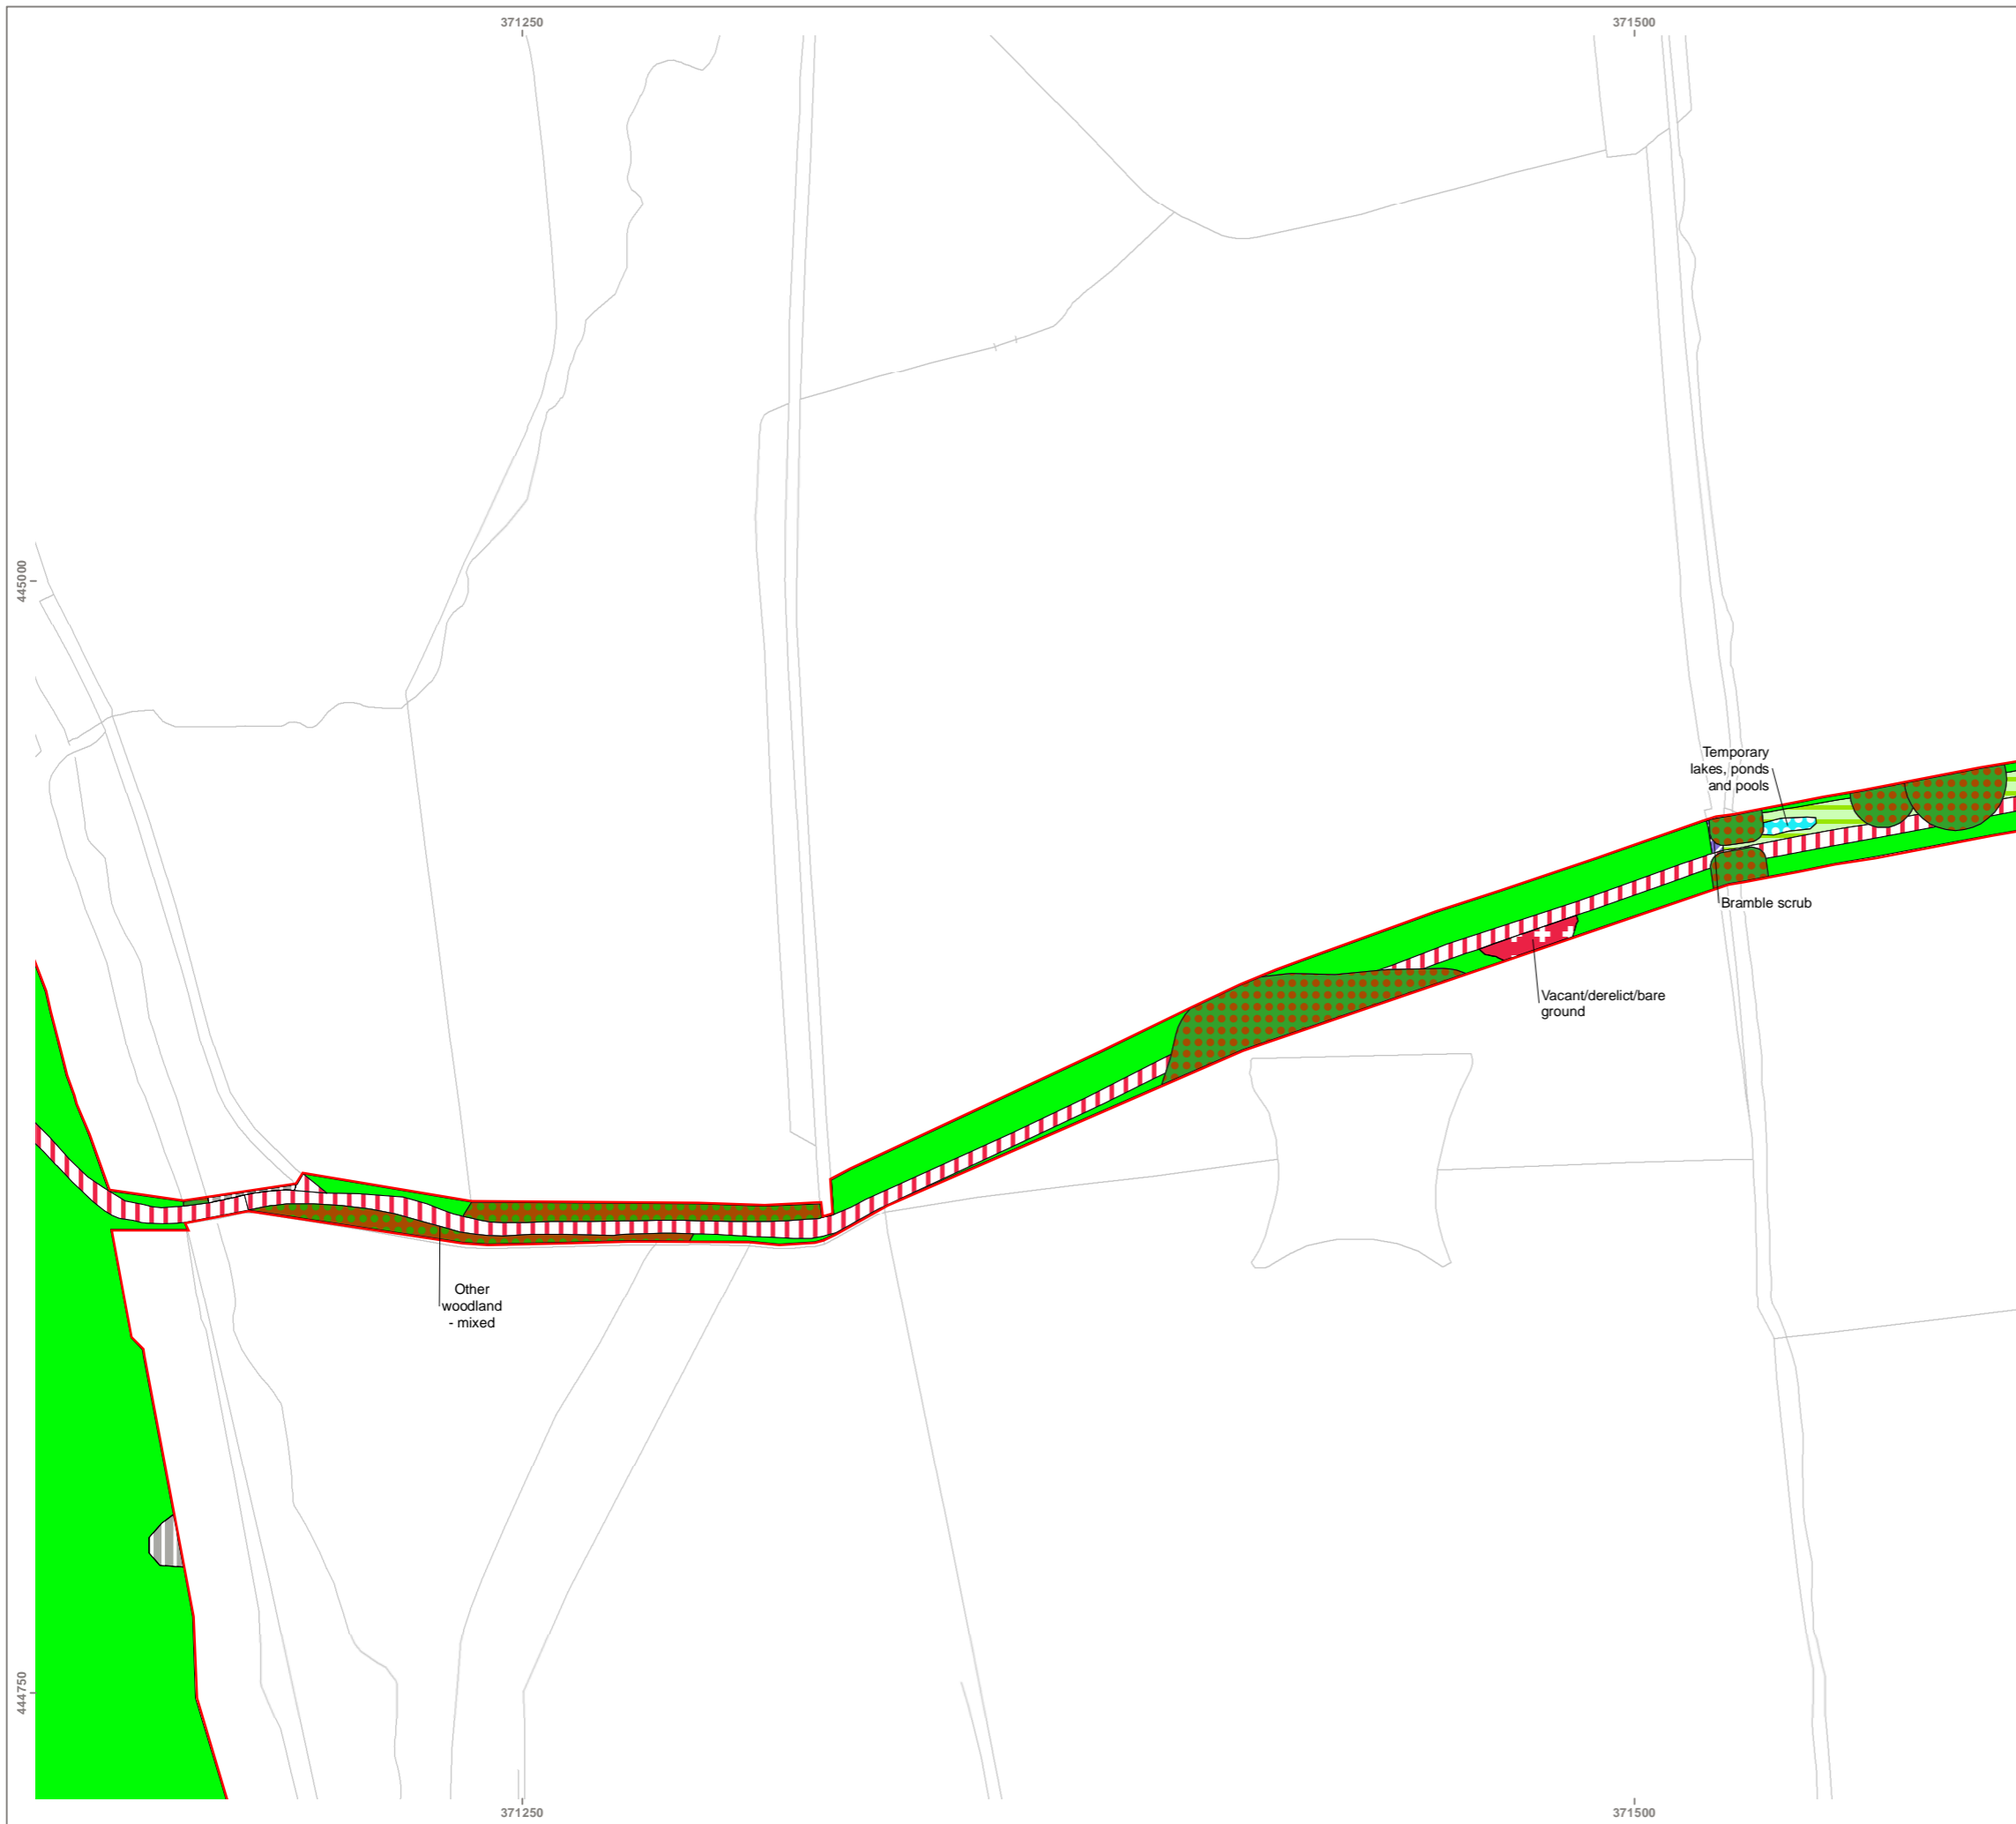 371250
371500
445000
Temporary
lakes, ponds
and pools
Bramble scrub
Vacant/derelict/bare
ground
Other
woodland
- mixed
444750
371250
371500